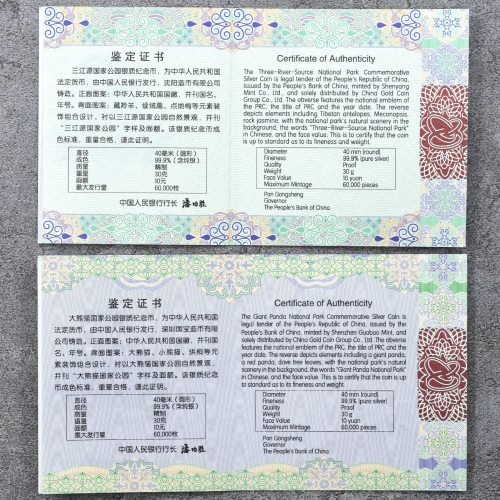 鉴定证书
三江源国家公园银质纪念币，为中华人民共和国
法定货币，由中国人民银行发行，沈阳造币有限公司
铸造。正面图案：中华人民共和国国徽，并刊国名、
年号。背面图案：藏羚羊、绿绒蒿、点地梅等元素装饰
组合设计，衬以三江源国家公园自然景观，并刊
“三江源国家公园”字样及面额。该银质纪念币成
色标准，重量合格，谨此证明。
直径 40毫米（圆形）
成色 99.9%（含纯银）
质量 精制
重量 30克
面额 10元
最大发行量 60,000枚
中国人民银行行长 潘功胜
Certificate of Authenticity
The Three-River-Source National Park Commemorative
Silver Coin is legal tender of the People's Republic of China,
issued by the People's Bank of China, minted by Shenyang
Mint Co., Ltd., and solely distributed by China Gold Coin
Group Co., Ltd. The obverse features the national emblem of
the PRC, the title of PRC and the year date. The reverse
depicts elements including Tibetan antelopes, Meconopsis,
rock jasmine, with the national park's natural scenery in the
background, the words "Three-River-Source National Park"
in Chinese, and the face value. This is to certify that the coin is
up to standard as to its fineness and weight.
Diameter 40 mm (round)
Fineness 99.9% (pure silver)
Quality Proof
Weight 30 g
Face Value 10 yuan
Maximum Mintage 60,000 pieces
Pan Gongsheng
Governor
The People's Bank of China
鉴定证书
大熊猫国家公园银质纪念币，为中华人民共和国
法定货币，由中国人民银行发行，深圳国宝造币有限公
司铸造。正面图案：中华人民共和国国徽，并刊国
名、年号。背面图案：大熊猫、小熊猫、珙桐等元
素装饰组合设计，衬以大熊猫国家公园自然景观，
并刊“大熊猫国家公园”字样及面额。该银质纪念
币成色标准，重量合格，谨此证明。
直径 40毫米（圆形）
成色 99.9%（含纯银）
质量 精制
重量 30克
面额 10元
最大发行量 60,000枚
中国人民银行行长 潘功胜
Certificate of Authenticity
The Giant Panda National Park Commemorative Silver Coin is
legal tender of the People's Republic of China, issued by the
People's Bank of China, minted by Shenzhen Guobao Mint, and
solely distributed by China Gold Coin Group Co., Ltd. The obverse
features the national emblem of the PRC, the title of PRC and the
year date. The reverse depicts elements including a giant panda,
a red panda, dove tree leaves, with the national park's natural
scenery in the background, the words "Giant Panda National Park"
in Chinese, and the face value. This is to certify that the coin is up
to standard as to its fineness and weight.
Diameter 40 mm (round)
Fineness 99.9% (pure silver)
Quality Proof
Weight 30 g
Face Value 10 yuan
Maximum Mintage 60,000 pieces
Pan Gongsheng
Governor
The People's Bank of China